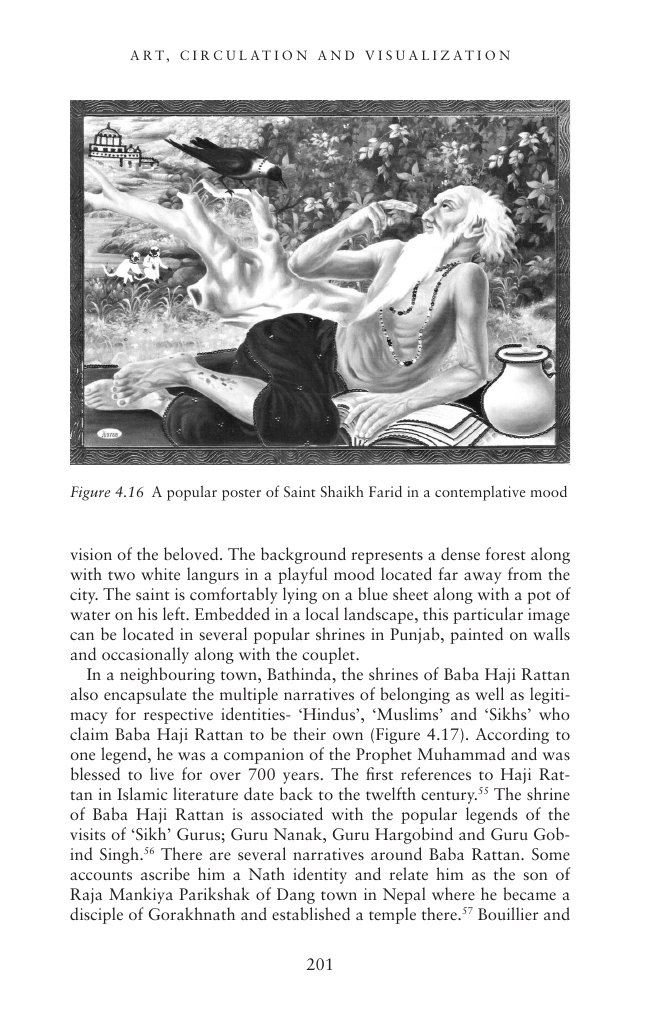 ART, CIRCULATION AND VISUALIZATION
Figure 4.16 A popular poster of Saint Shaikh Farid in a contemplative mood
vision of the beloved. The background represents a dense forest along
with two white langurs in a playful mood located far away from the
city. The saint is comfortably lying on a blue sheet along with a pot of
water on his left. Embedded in a local landscape, this particular image
can be located in several popular shrines in Punjab, painted on walls
and occasionally along with the couplet.
In a neighbouring town, Bathinda, the shrines of Baba Haji Rattan
also encapsulate the multiple narratives of belonging as well as legiti-
macy for respective identities- ‘Hindus’, ‘Muslims’ and ‘Sikhs’ who
claim Baba Haji Rattan to be their own (Figure 4.17). According to
one legend, he was a companion of the Prophet Muhammad and was
blessed to live for over 700 years. The first references to Haji Rat-
tan in Islamic literature date back to the twelfth century.55 The shrine
of Baba Haji Rattan is associated with the popular legends of the
visits of ‘Sikh’ Gurus; Guru Nanak, Guru Hargobind and Guru Gob-
ind Singh.56 There are several narratives around Baba Rattan. Some
accounts ascribe him a Nath identity and relate him as the son of
Raja Mankiya Parikshak of Dang town in Nepal where he became a
disciple of Gorakhnath and established a temple there.57 Bouillier and
201